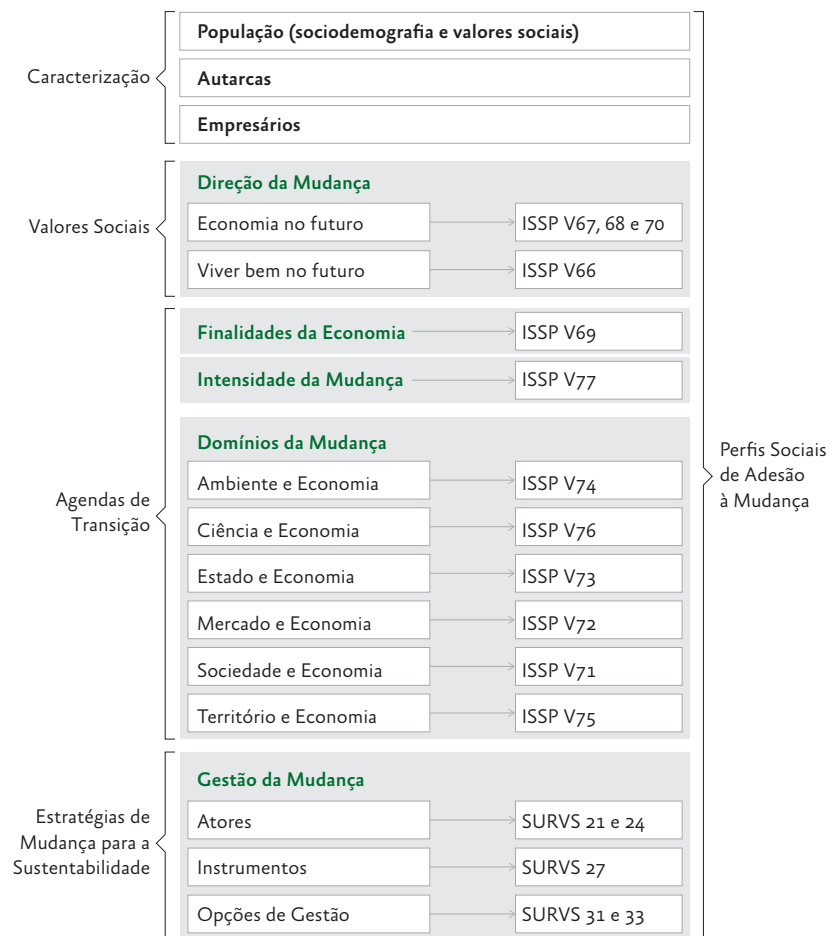 População (sociodemografia e valores sociais)
Caracterização
Autarcas
Empresários
Direção da Mudança
Valores Sociais
Economia no futuro
ISSP V67, 68 e 70
Viver bem no futuro
ISSP V66
Finalidades da Economia
ISSP V69
Intensidade da Mudança
ISSP V77
Agendas de
Transição
Domínios da Mudança
Ambiente e Economia
ISSP V74
Ciência e Economia
ISSP V76
Estado e Economia
ISSP V73
Mercado e Economia
ISSP V72
Sociedade e Economia
ISSP V71
Território e Economia
ISSP V75
Estratégias de
Mudança para a
Sustentabilidade
Gestão da Mudança
Atores
SURVS 21 e 24
Instrumentos
SURVS 27
Opções de Gestão
SURVS 31 e 33
Perfis Sociais
de Adesão
à Mudança